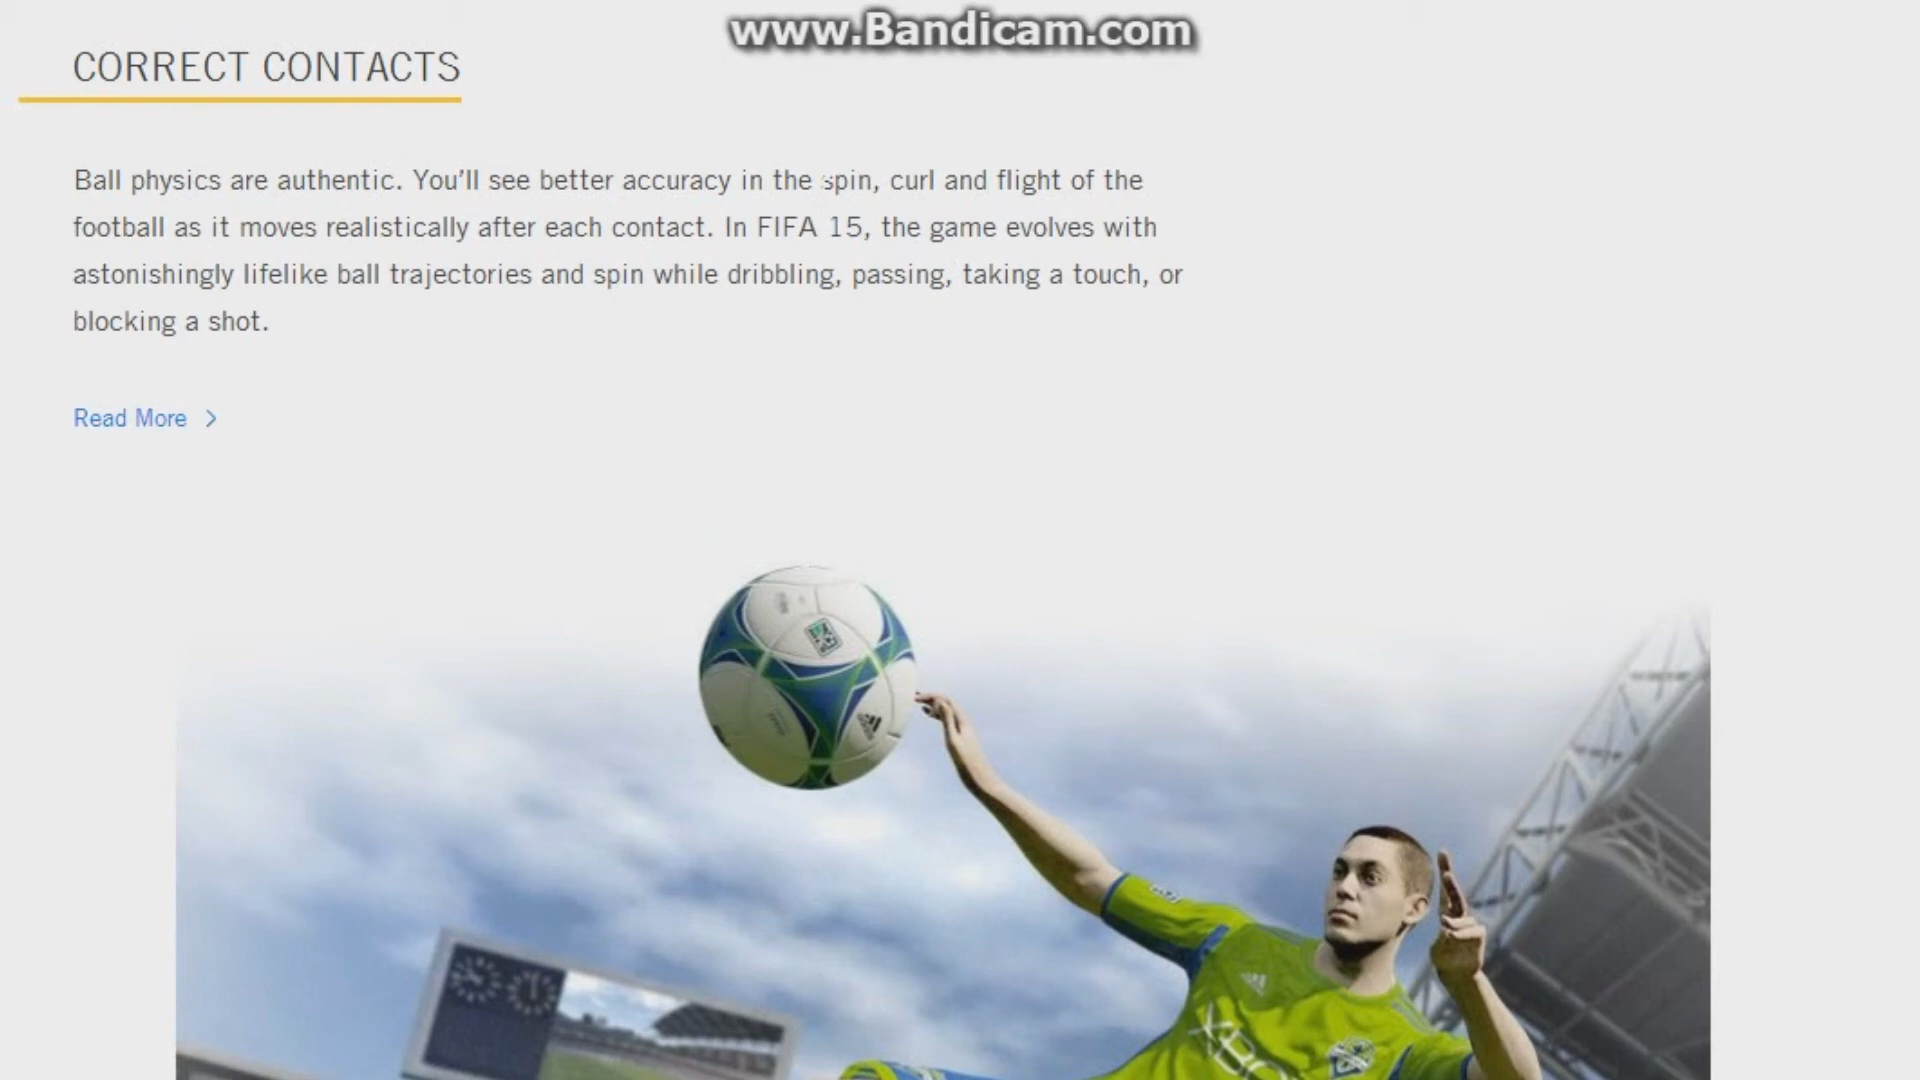 www.Bandicam.com
CORRECT CONTACTS
Ball physics are authentic. You'll see better accuracy in the spin, curl and flight of the
football as it moves realistically after each contact. In FIFA 15, the game evolves with
astonishingly lifelike ball trajectories and spin while dribbling, passing, taking a touch, or
blocking a shot.
Read More
XBO